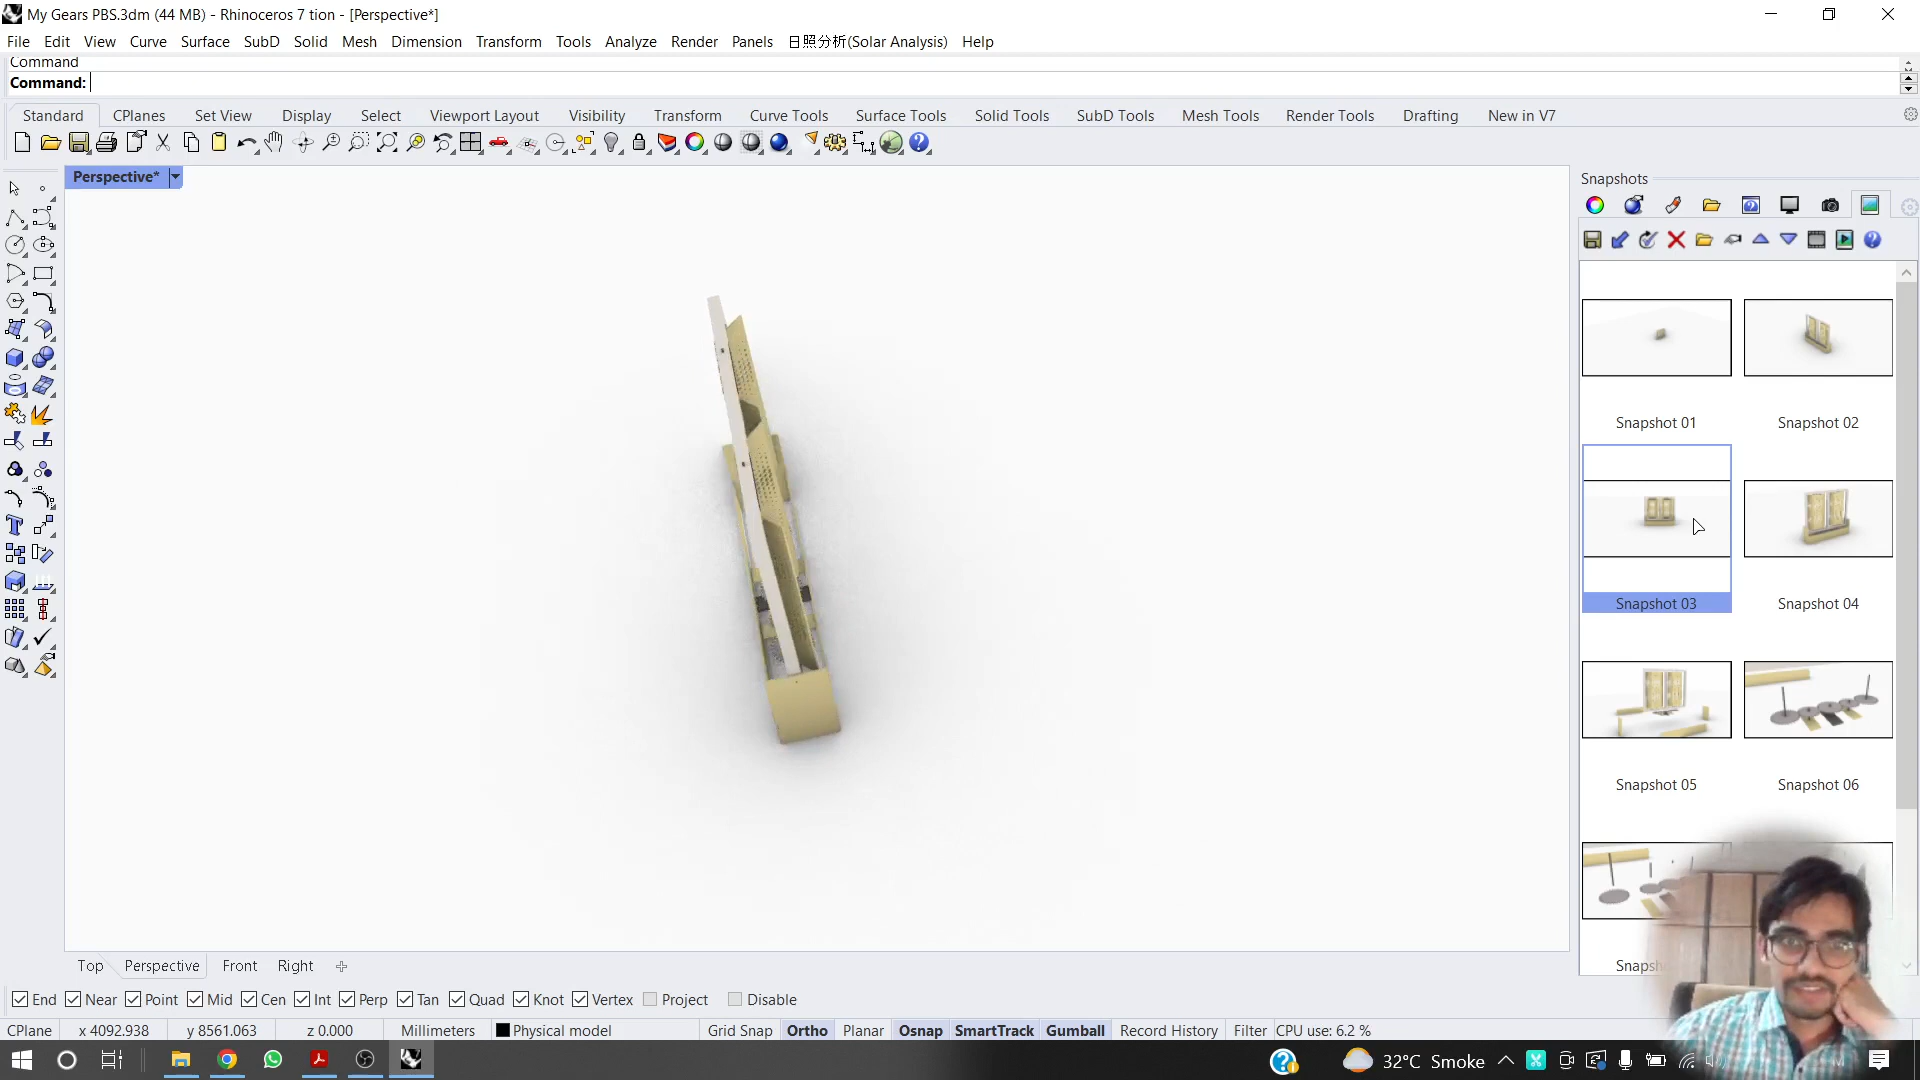 My Gears PBS.3dm (44 MB) - Rhinoceros 7 tion - [Perspective*]
File Edit View Curve Surface SubD Solid Mesh Dimension Transform Tools Analyze Render Panels 日照分析(Solar Analysis) Help
Command
Command:
Standard CPlanes Set View Display Select Viewport Layout Visibility Transform Curve Tools Surface Tools Solid Tools SubD Tools Mesh Tools Render Tools Drafting New in V7
Perspective*
Snapshots
Snapshot 01 Snapshot 02
Snapshot 03 Snapshot 04
Snapshot 05 Snapshot 06
Top Perspective Front Right
End Near Point Mid Cen Int Perp Tan Quad Knot Vertex Project Disable
CPlane x 4092.938 y 8561.063 z 0.000 Millimeters Physical model Grid Snap Ortho Planar Osnap SmartTrack Gumball Record History Filter CPU use: 6.2 %
32°C Smoke